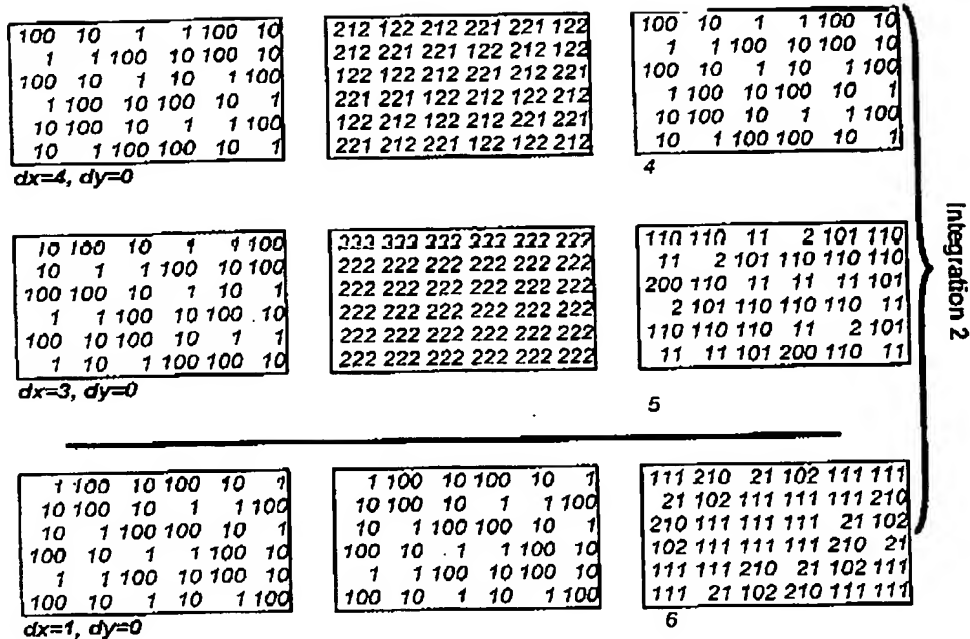 100 10 1 1 100 10 212 122 212 221 221 122 100 10 1 1 100 10
1 1 100 10 100 10 212 221 221 122 212 122 1 1 100 10 100 10
100 10 1 10 1 100 122 122 212 221 212 221 100 10 1 10 1 100
1 100 10 100 10 1 221 221 122 212 122 212 1 100 10 100 10 1
10 100 10 1 1 100 122 212 122 212 221 221 10 100 10 1 1 100
10 1 100 100 10 1 221 212 221 122 122 212 10 1 100 100 10 1
dx=4, dy=0 4
10 100 10 1 1 100 222 222 222 222 222 222 110 110 11 2 101 110
10 1 1 100 10 100 222 222 222 222 222 222 11 2 101 110 110 110
100 100 10 1 10 1 222 222 222 222 222 222 200 110 11 11 11 101
1 1 100 10 100 10 222 222 222 222 222 222 2 101 110 110 110 11
100 10 100 10 1 1 222 222 222 222 222 222 110 110 110 11 2 101
1 10 1 100 100 10 222 222 222 222 222 222 11 11 101 200 110 11
dx=3, dy=0 5
1 100 10 100 10 1 1 100 10 100 10 1 111 210 21 102 111 111
10 100 10 1 1 100 10 100 10 1 1 100 21 102 111 111 111 210
10 1 100 100 10 1 10 1 100 100 10 1 210 111 111 111 21 102
100 10 1 1 100 10 100 10 1 1 100 10 102 111 111 111 210 21
1 1 100 10 100 10 1 1 100 10 100 10 111 111 210 21 102 111
100 10 1 10 1 100 100 10 1 10 1 100 111 21 102 210 111 111
dx=1, dy=0 6
Integration 2